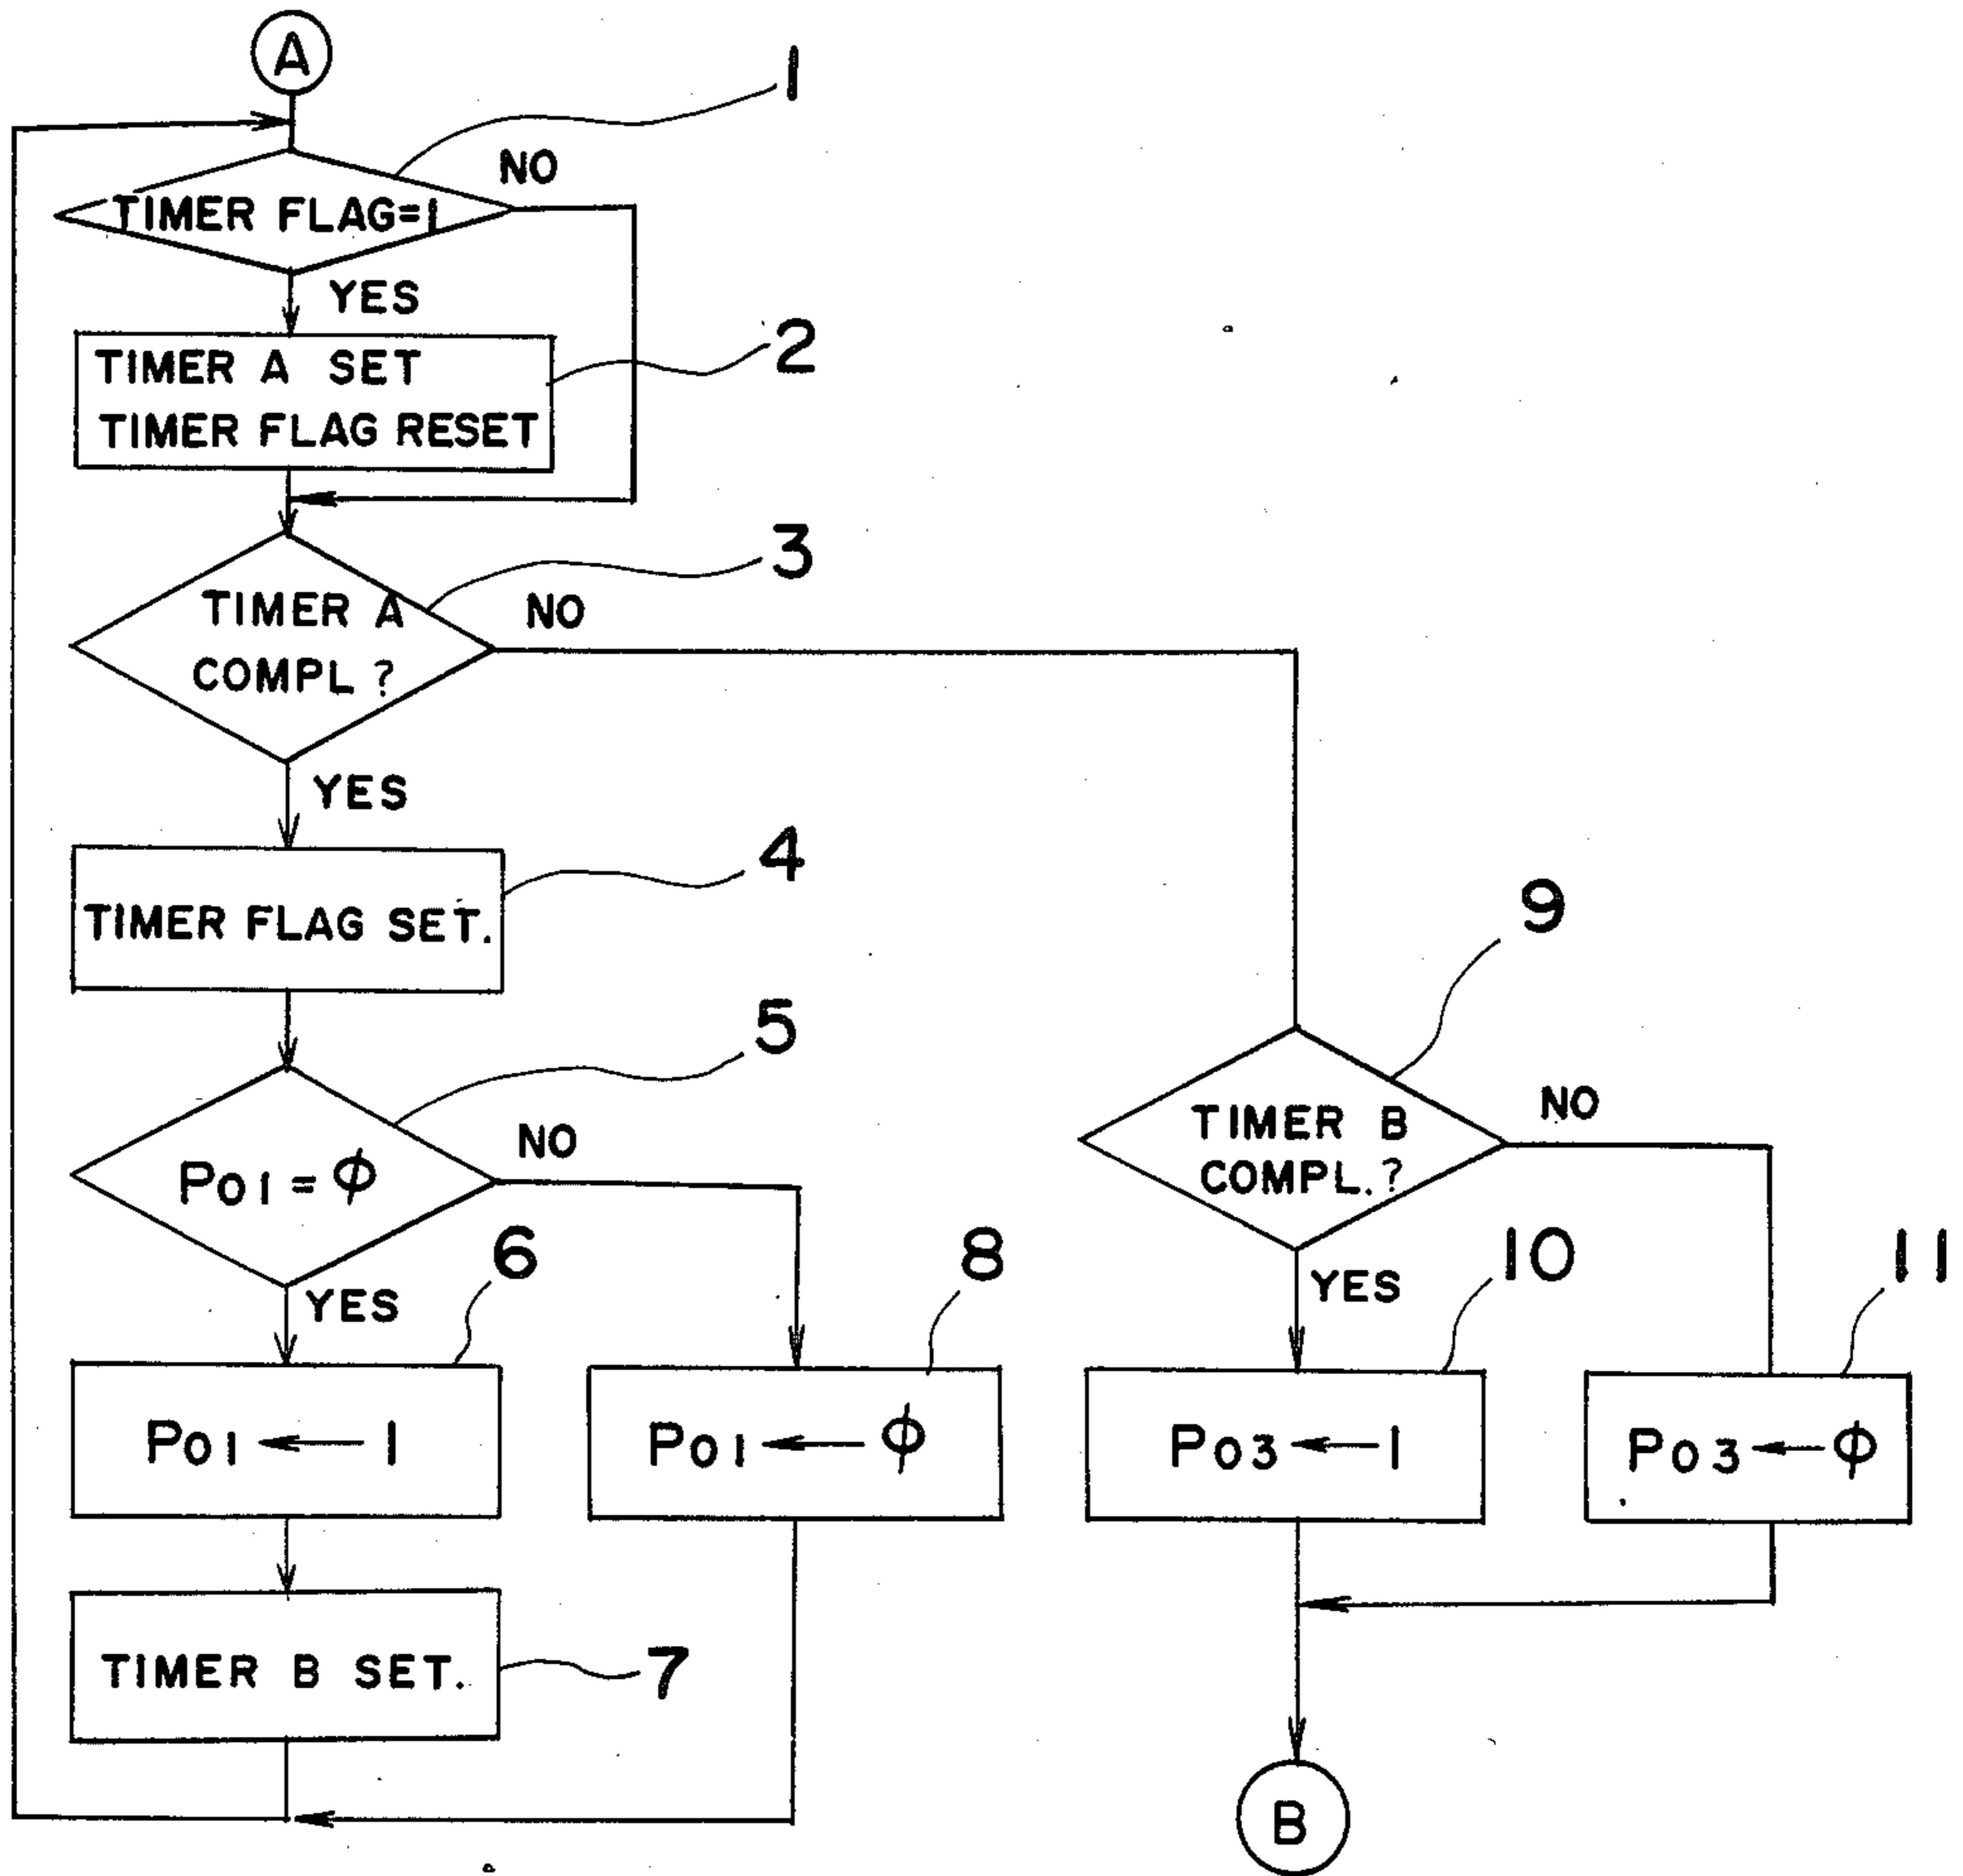 A
1
NO
TIMER FLAG=1
YES
2
TIMER A SET
TIMER FLAG RESET
3
TIMER A
COMPL ?
NO
YES
4
TIMER FLAG SET.
5
PO1 = φ
NO
YES
6
PO1 ← 1
8
PO1 ← φ
7
TIMER B SET.
9
TIMER B
COMPL. ?
NO
YES
10
PO3 ← 1
11
PO3 ← φ
B